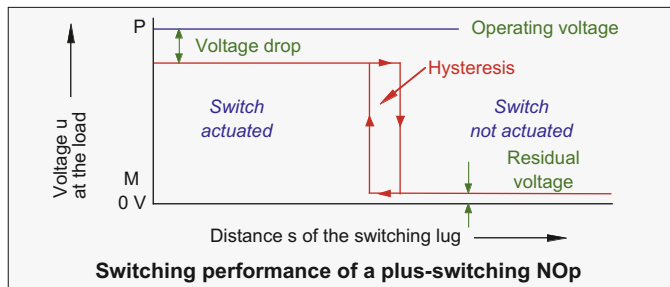 P
Operating voltage
Voltage drop
Hysteresis
Switch
actuated
Switch
not actuated
Voltage u
at the load
Residual
voltage
M
0 V
Distance s of the switching lug
Switching performance of a plus-switching NOp